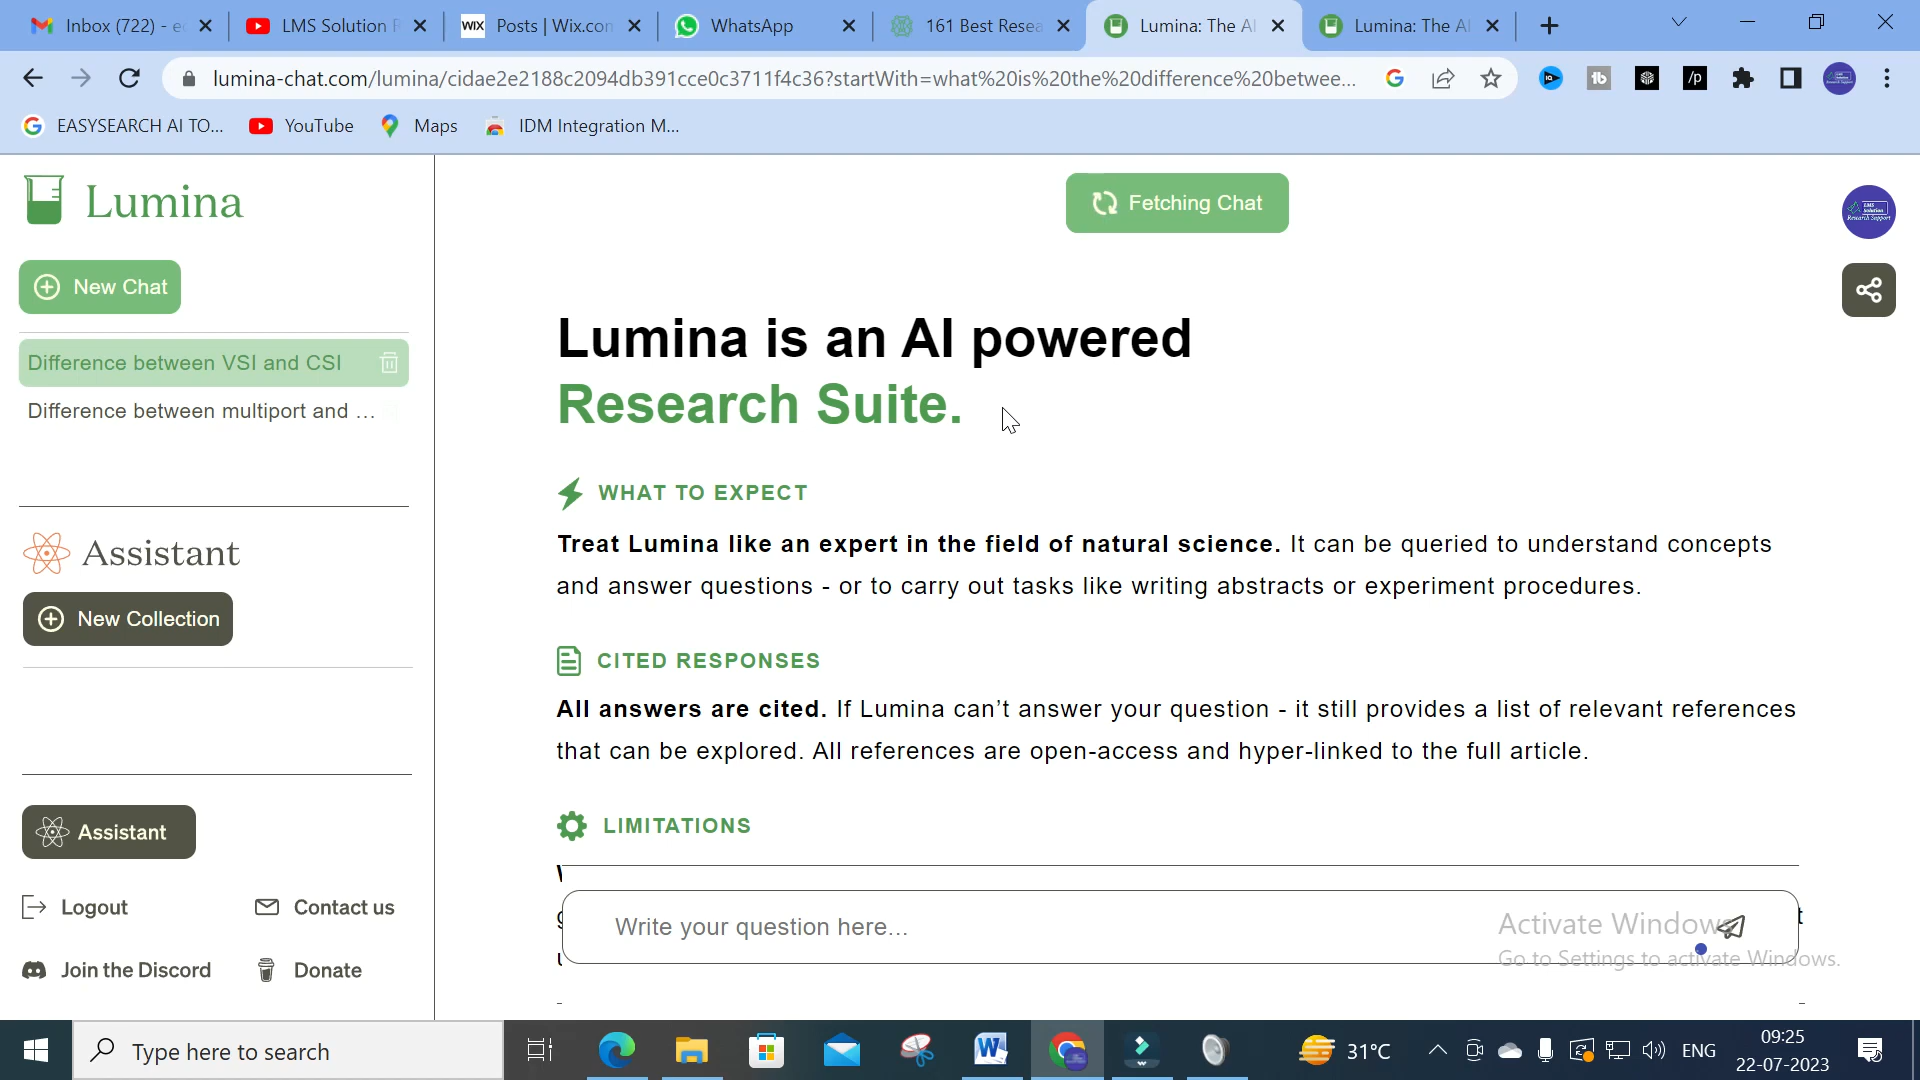 Inbox (722) - e
LMS Solution R
WIX Posts | Wix.com
WhatsApp
161 Best Resea
Lumina: The AI
Lumina: The AI
lumina-chat.com/lumina/cidae2e2188c2094db391cce0c3711f4c36?startWith=what%20is%20the%20difference%20betwee...
EASYSEARCH AI TO...
YouTube
Maps
IDM Integration M...
Lumina
Fetching Chat
New Chat
Difference between VSI and CSI
Difference between multiport and ...
Assistant
New Collection
Assistant
Logout
Contact us
Join the Discord
Donate
Lumina is an AI powered
Research Suite.
WHAT TO EXPECT
Treat Lumina like an expert in the field of natural science. It can be queried to understand concepts
and answer questions - or to carry out tasks like writing abstracts or experiment procedures.
CITED RESPONSES
All answers are cited. If Lumina can't answer your question - it still provides a list of relevant references
that can be explored. All references are open-access and hyper-linked to the full article.
LIMITATIONS
Write your question here...
Activate Windows
Go to Settings to activate Windows.
LMS
Solution
Research Support
Type here to search
31°C
ENG
09:25
22-07-2023